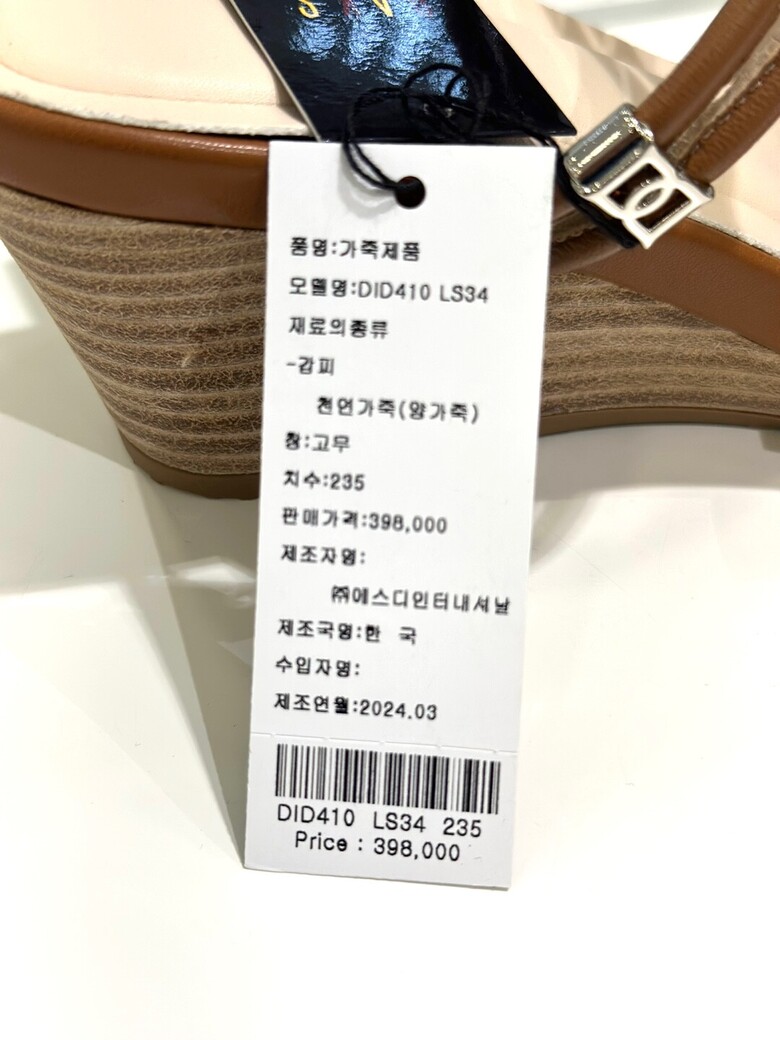 품명:가죽제품
모델명:DID410 LS34
재료의종류
-갑피
천연가죽(양가죽)
창:고무
치수:235
판매가격:398,000
제조자명:
㈜에스디인터내셔날
제조국명:한 국
수입자명:
제조연월:2024.03
DID410 LS34 235
Price : 398,000